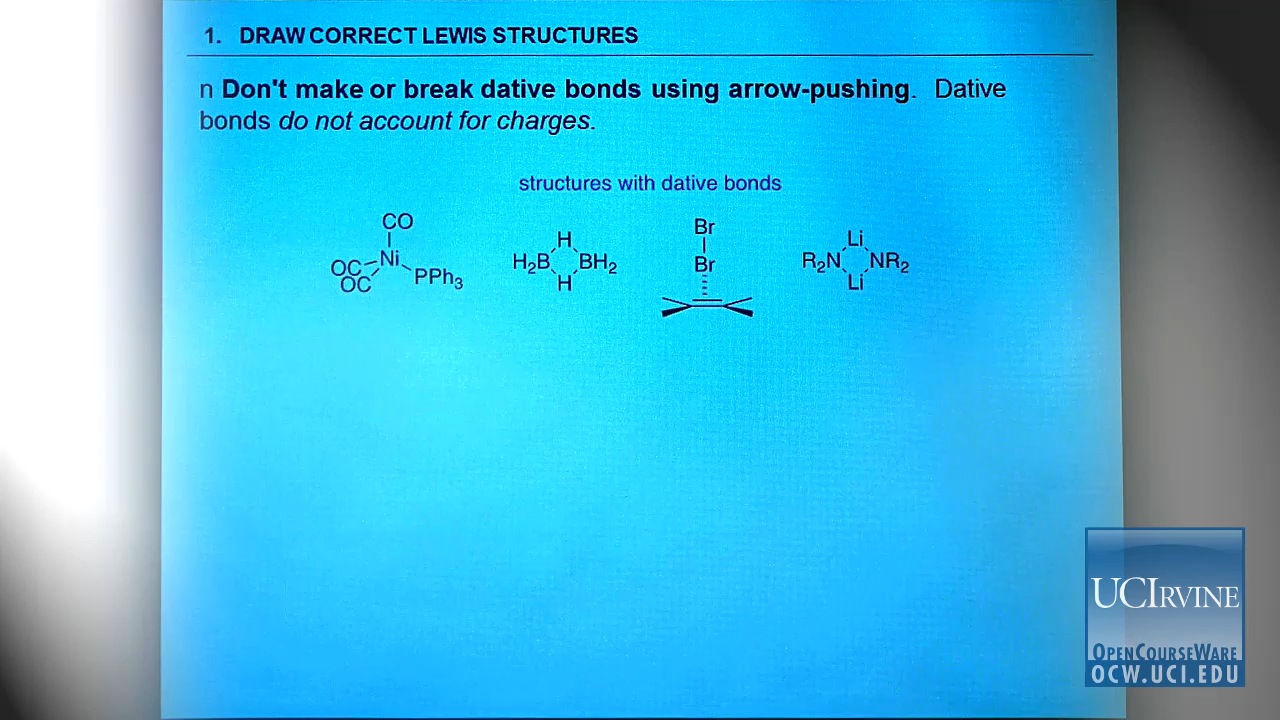 1. DRAW CORRECT LEWIS STRUCTURES
n Don't make or break dative bonds using arrow-pushing. Dative
bonds do not account for charges.
structures with dative bonds
CO
Ni
OC
OC
PPh3
H
H2B BH2
H
Br
Br
Li
R2N NR2
Li
UCIRVINE
OPENCOURSEWARE
OCW.UCI.EDU